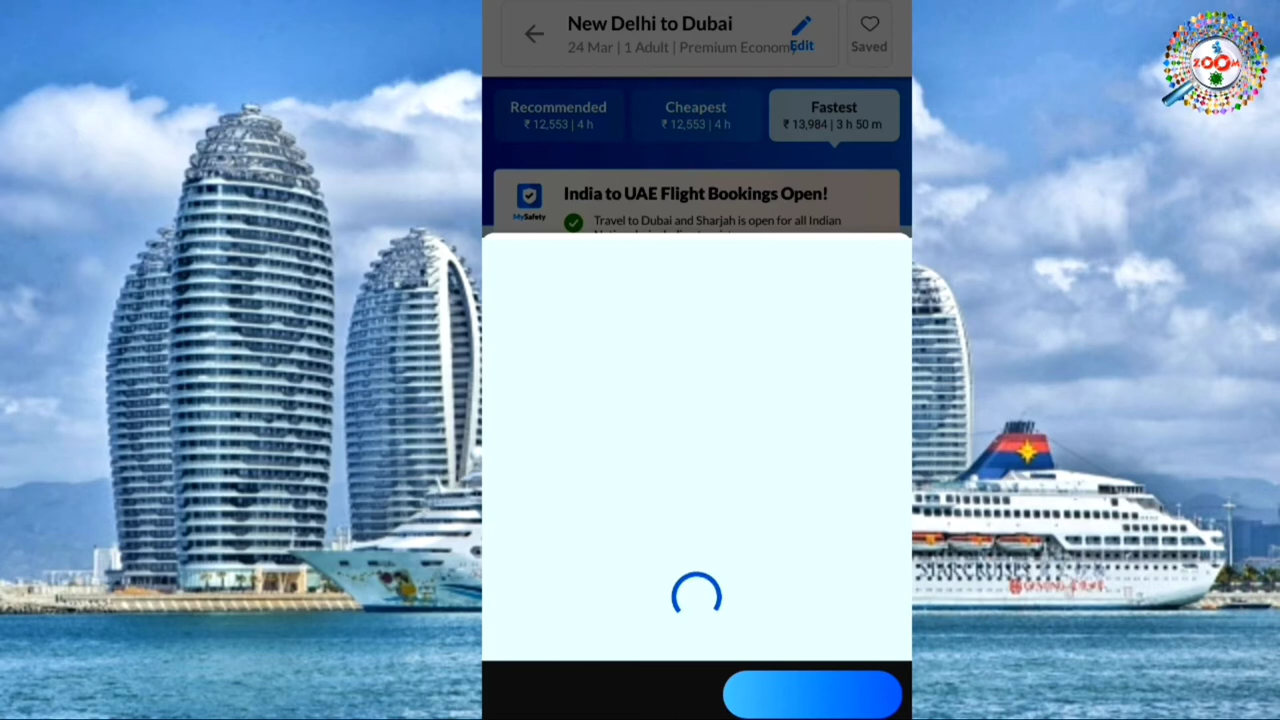 New Delhi to Dubai
24 Mar | 1 Adult | Premium Economy
Edit
Saved
Recommended
₹ 12,553 | 4 h
Cheapest
₹ 12,553 | 4 h
Fastest
₹ 13,984 | 3 h 50 m
India to UAE Flight Bookings Open!
MySafety
Travel to Dubai and Sharjah is open for all Indian
ZOOM